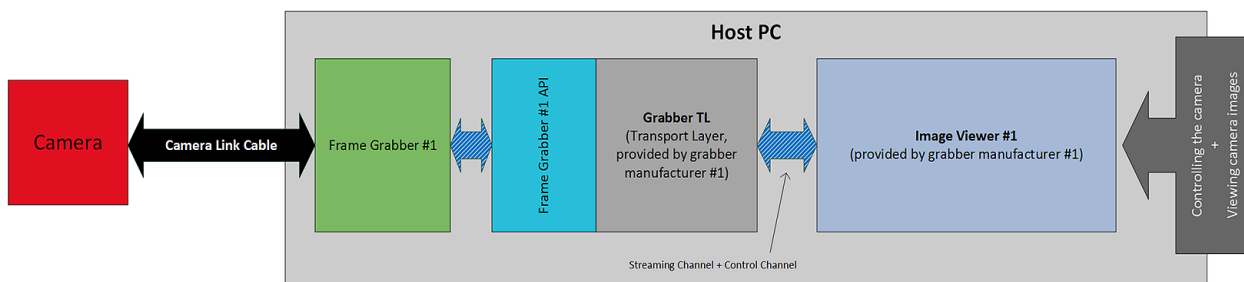 Host PC
Camera
Camera Link Cable
Frame Grabber #1
Frame Grabber #1 API
Grabber TL
(Transport Layer,
provided by grabber
manufacturer #1)
Image Viewer #1
(provided by grabber manufacturer #1)
Controlling the camera
+
Viewing camera images
Streaming Channel + Control Channel